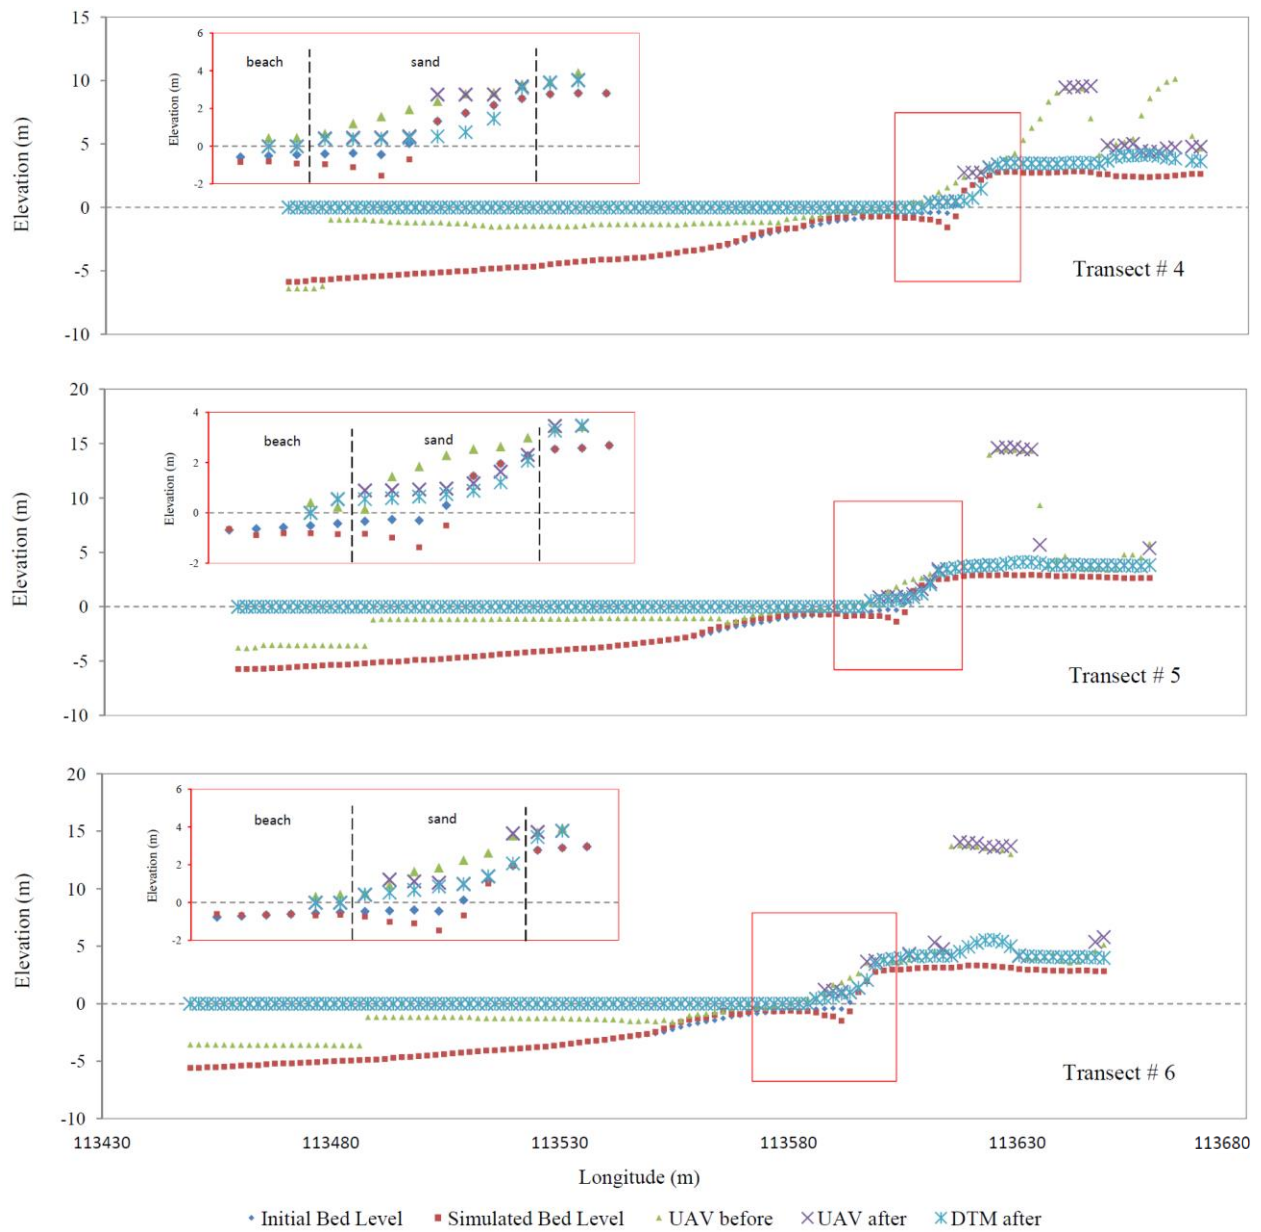 15
10
5
0
-5
-10
Elevation (m)
6
4
2
0
-2
Elevation (m)
beach
sand
Transect # 4
20
15
10
5
0
-5
-10
Elevation (m)
4
2
0
-2
Elevation (m)
beach
sand
Transect # 5
20
15
10
5
0
-5
-10
Elevation (m)
6
4
2
0
-2
Elevation (m)
beach
sand
Transect # 6
113430 113480 113530 113580 113630 113680
Longitude (m)
Initial Bed Level Simulated Bed Level UAV before UAV after DTM after